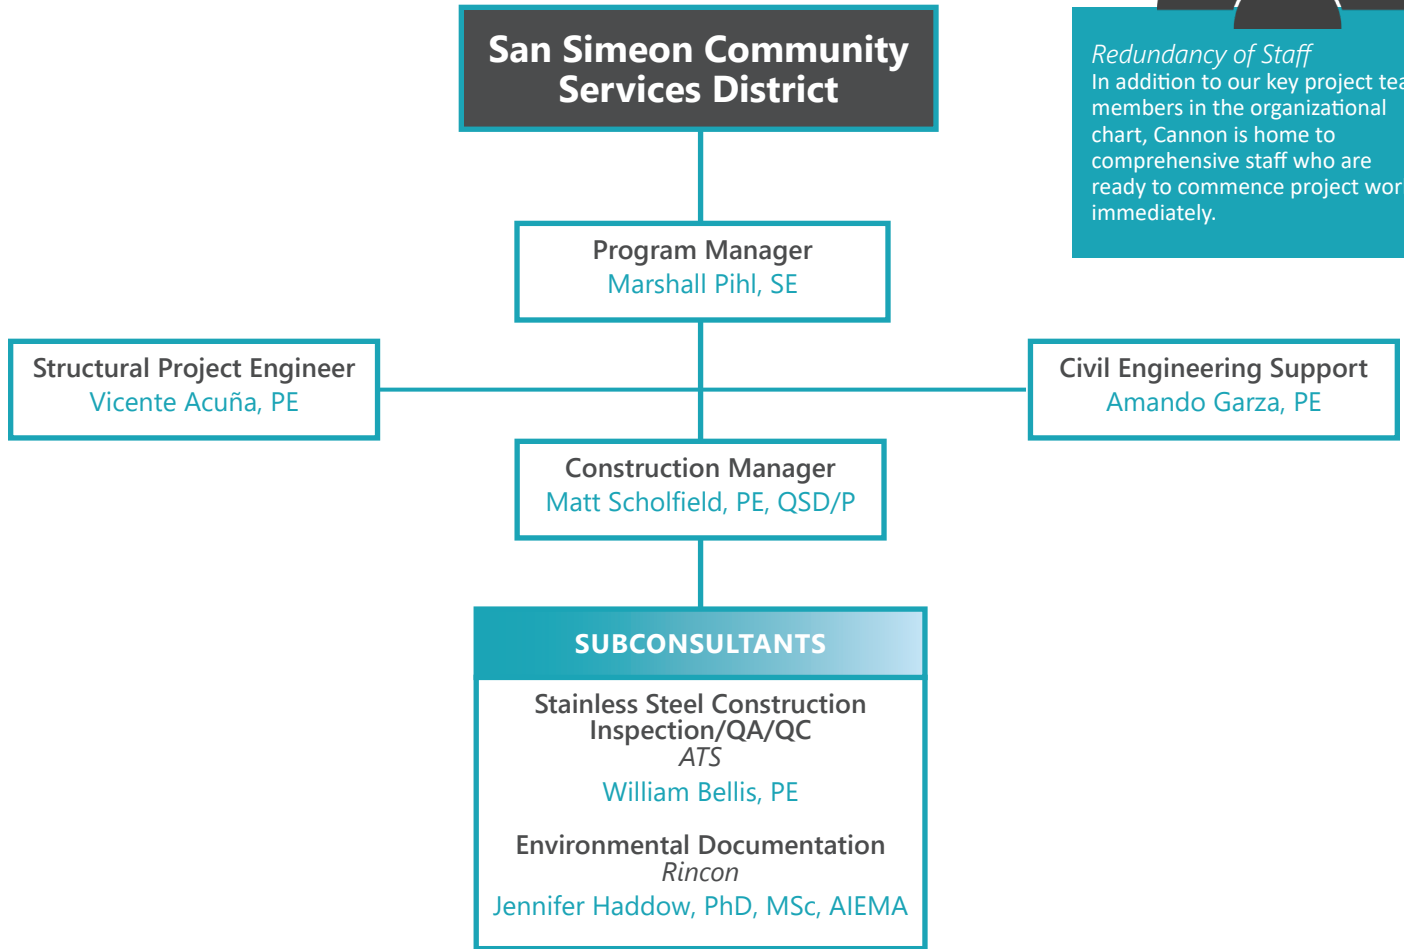 San Simeon Community
Services District
Redundancy of Staff
In addition to our key project
members in the organizational
chart, Cannon is home to
comprehensive staff who are
ready to commence project
immediately.
Program Manager
Marshall Pihl, SE
Structural Project Engineer
Vicente Acuña, PE
Civil Engineering Support
Amando Garza, PE
Construction Manager
Matt Scholfield, PE, QSD/P
SUBCONSULTANTS
Stainless Steel Construction
Inspection/QA/QC
ATS
William Bellis, PE
Environmental Documentation
Rincon
Jennifer Haddow, PhD, MSc, AIEMA